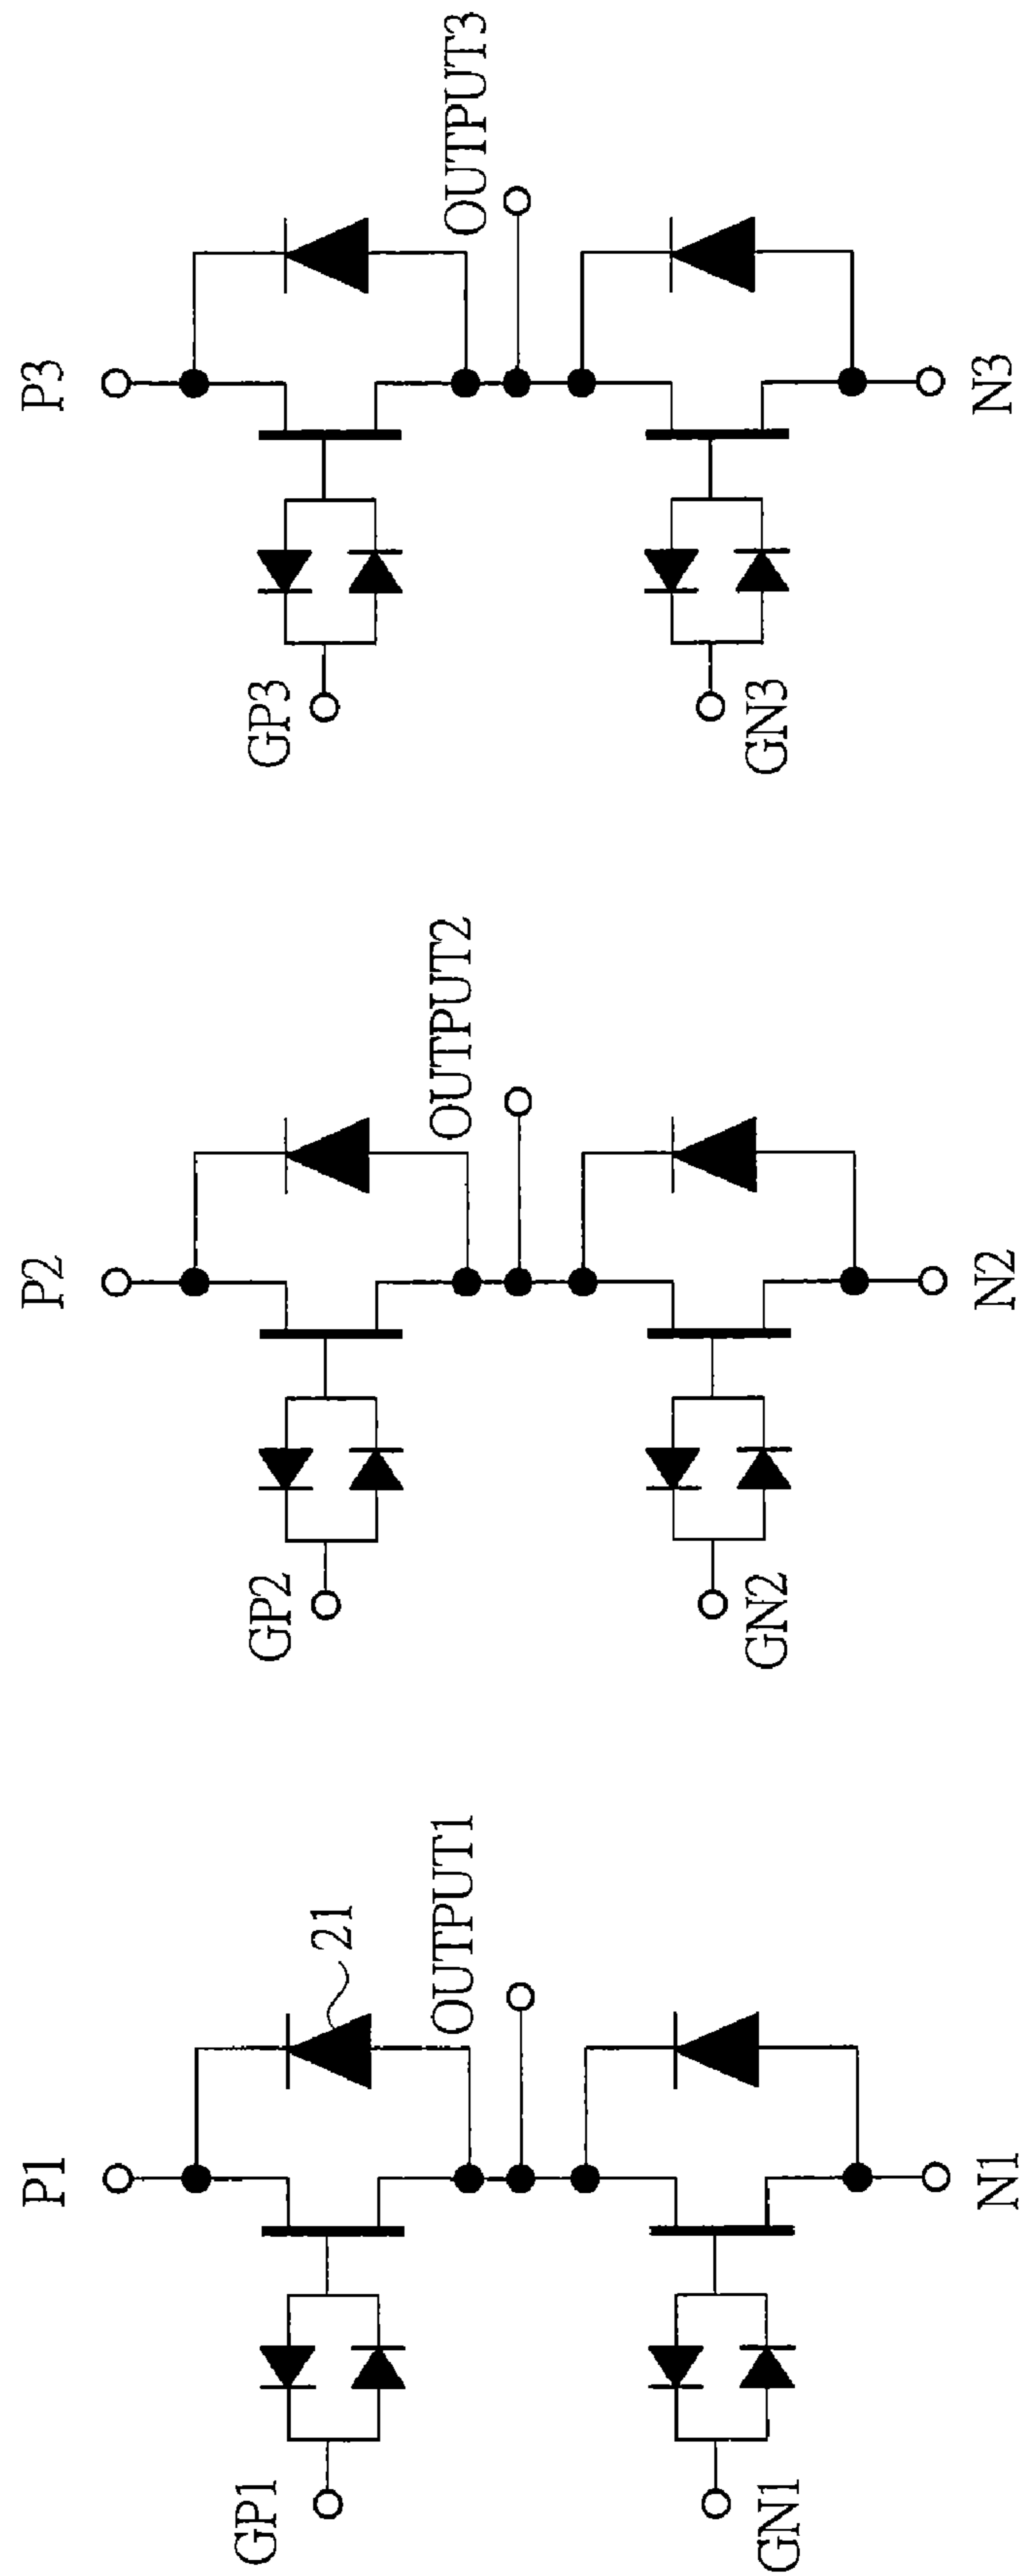 P1
GP1
21
OUTPUT1
GN1
N1
P2
GP2
OUTPUT2
GN2
N2
P3
GP3
OUTPUT3
GN3
N3